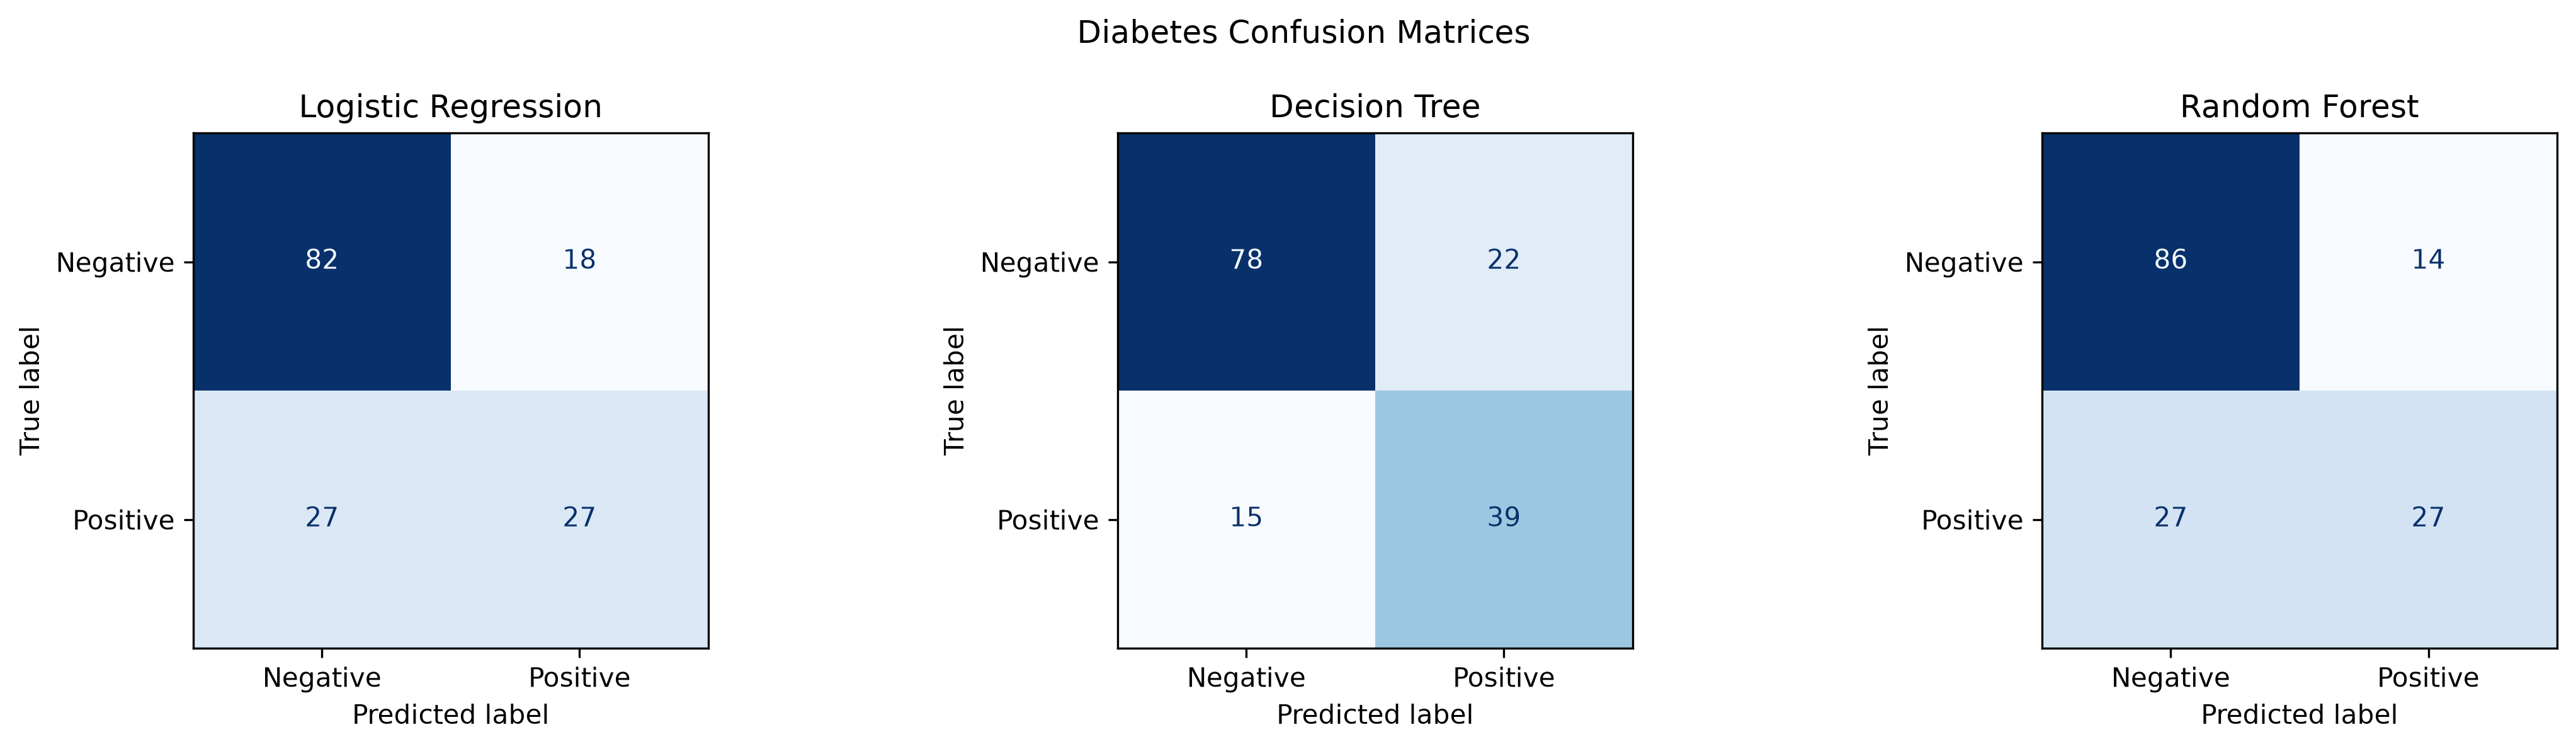 Diabetes Confusion Matrices
Logistic Regression
True label
Negative
82 18
Positive
27 27
Negative Positive
Predicted label
Decision Tree
True label
Negative
78 22
Positive
15 39
Negative Positive
Predicted label
Random Forest
True label
Negative
86 14
Positive
27 27
Negative Positive
Predicted label